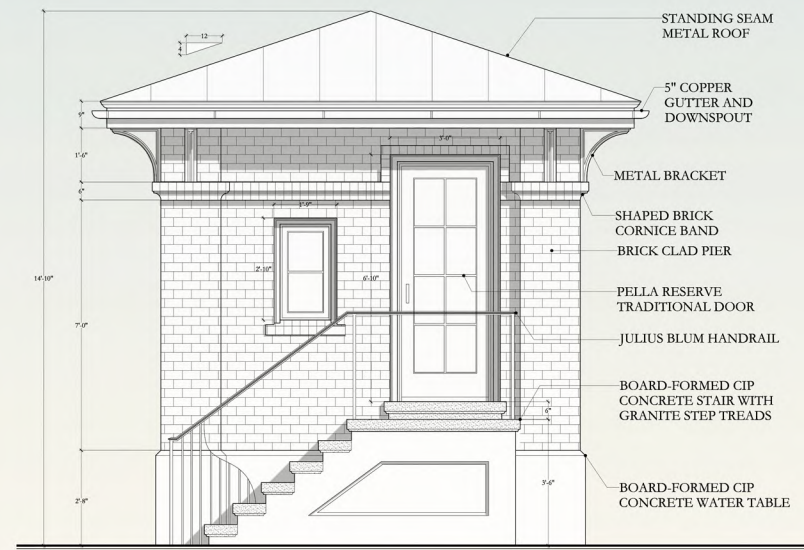 12
4
STANDING SEAM
METAL ROOF
5" COPPER
GUTTER AND
DOWNSPOUT
9"
3'-0"
1'-6"
METAL BRACKET
6"
SHAPED BRICK
CORNICE BAND
BRICK CLAD PIER
2'-10"
6'-10"
14'-10"
PELLA RESERVE
TRADITIONAL DOOR
7'-0"
JULIUS BLUM HANDRAIL
BOARD-FORMED CIP
CONCRETE STAIR WITH
GRANITE STEP TREADS
6"
3'-6"
BOARD-FORMED CIP
CONCRETE WATER TABLE
2'-8"